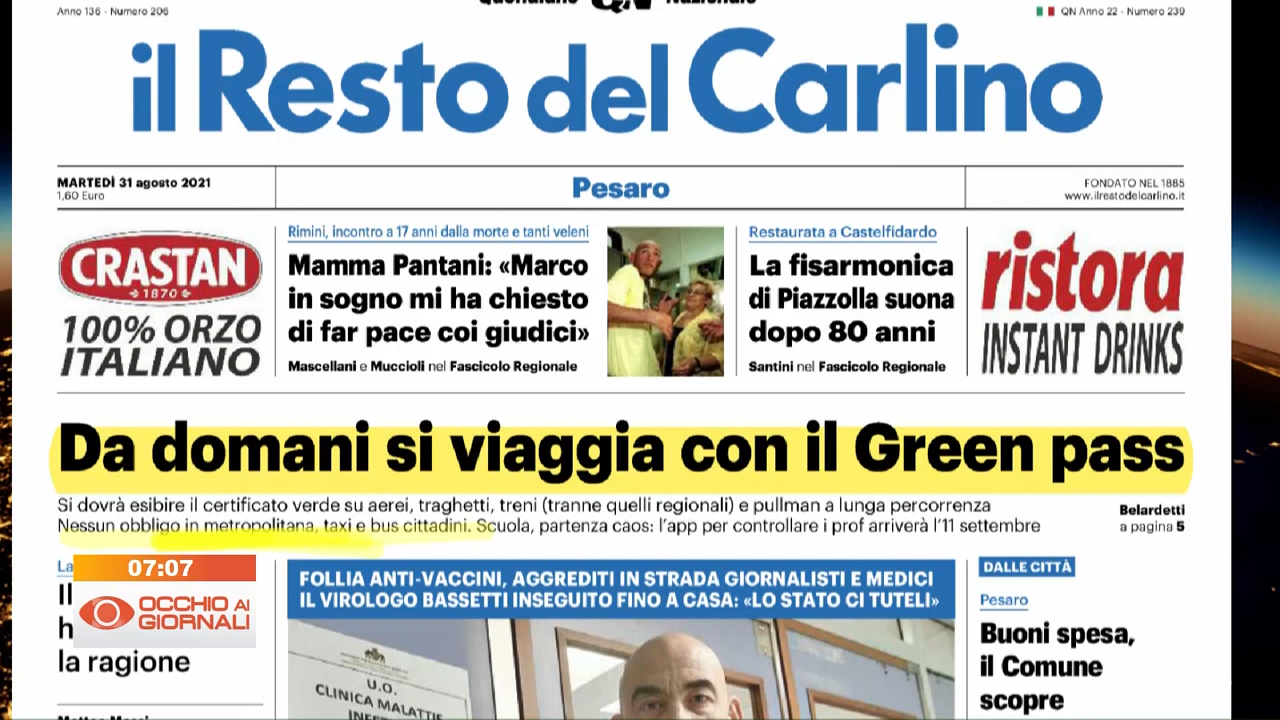 Quotidiano QN Nazionale
Anno 136 - Numero 206
QN Anno 22 - Numero 239
il Resto del Carlino
MARTEDÌ 31 agosto 2021
1,60 Euro
Pesaro
FONDATO NEL 1885
www.ilrestodelcarlino.it
CRASTAN
1870
100% ORZO
ITALIANO
Rimini, incontro a 17 anni dalla morte e tanti veleni
Mamma Pantani: «Marco
in sogno mi ha chiesto
di far pace coi giudici»
Mascellani e Muccioli nel Fascicolo Regionale
Restaurata a Castelfidardo
La fisarmonica
di Piazzolla suona
dopo 80 anni
Santini nel Fascicolo Regionale
ristora
INSTANT DRINKS
Da domani si viaggia con il Green pass
Si dovrà esibire il certificato verde su aerei, traghetti, treni (tranne quelli regionali) e pullman a lunga percorrenza
Nessun obbligo in metropolitana, taxi e bus cittadini. Scuola, partenza caos: l'app per controllare i prof arriverà l'11 settembre
Belardetti
a pagina 5
07:07
OCCHIO AI
GIORNALI
la ragione
FOLLIA ANTI-VACCINI, AGGREDITI IN STRADA GIORNALISTI E MEDICI
IL VIROLOGO BASSETTI INSEGUITO FINO A CASA: «LO STATO CI TUTELI»
U.O.
CLINICA MALATTIE
DALLE CITTÀ
Pesaro
Buoni spesa,
il Comune
scopre